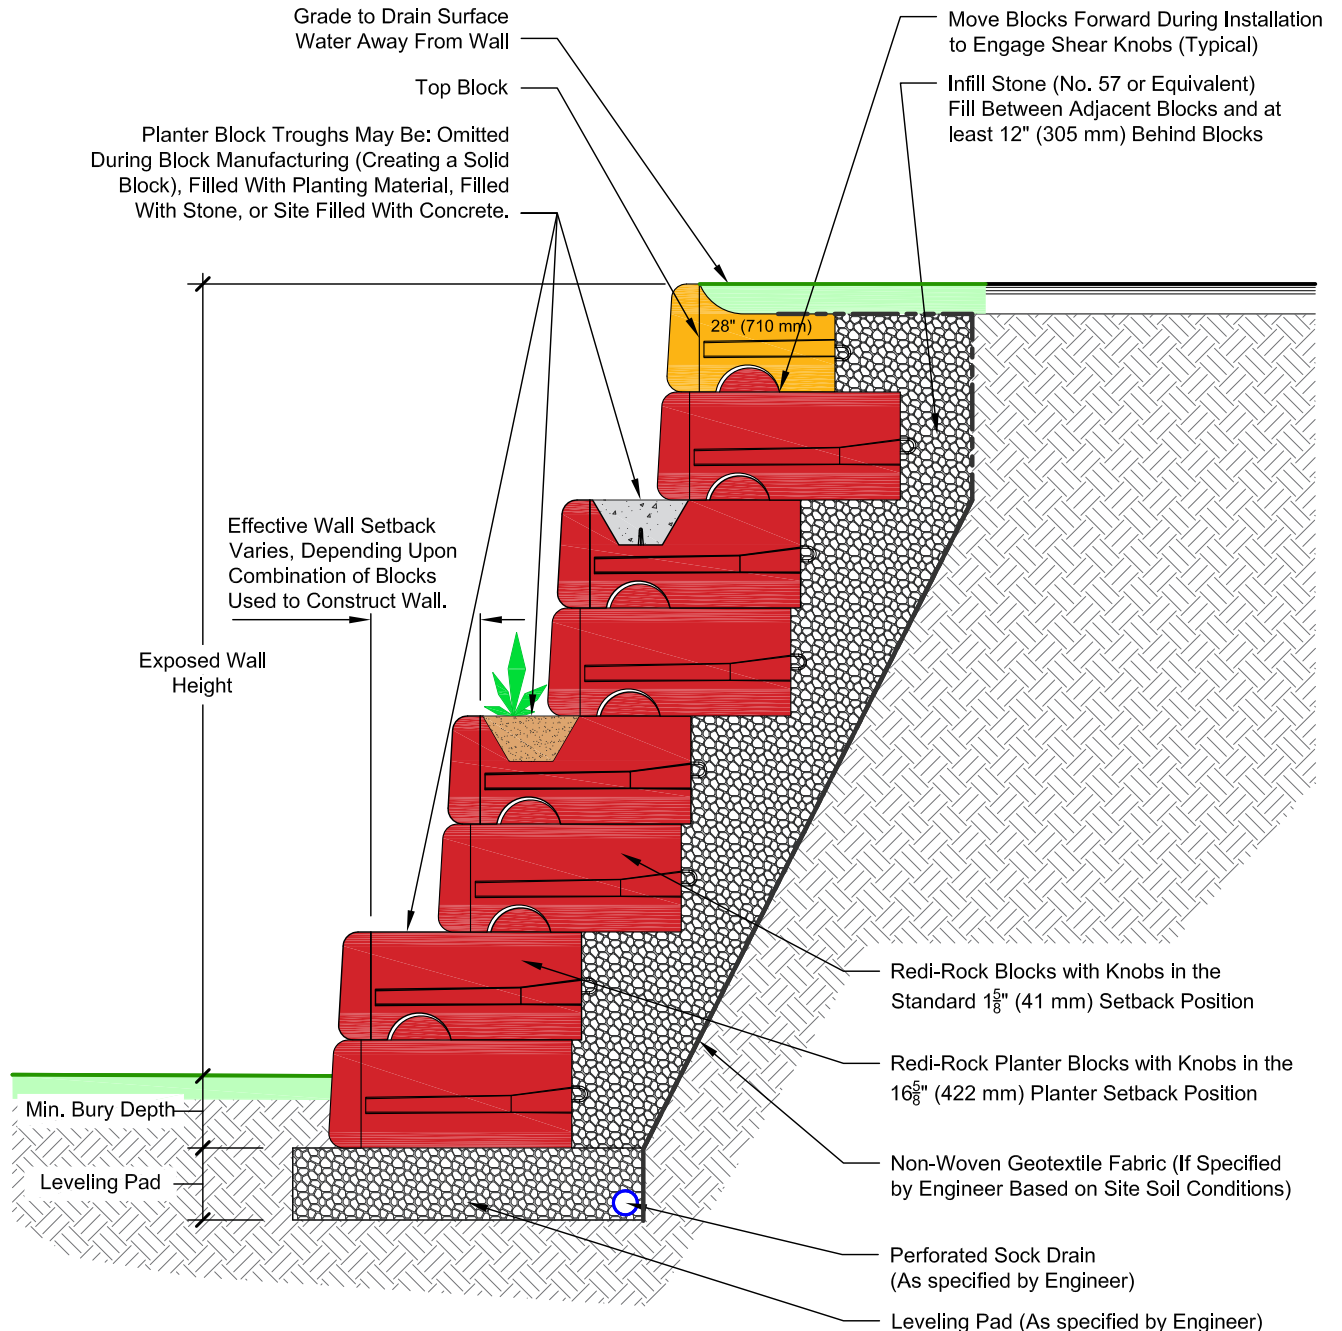 Grade to Drain Surface
Water Away From Wall
Top Block
Planter Block Troughs May Be: Omitted
During Block Manufacturing (Creating a Solid
Block), Filled With Planting Material, Filled
With Stone, or Site Filled With Concrete.
Move Blocks Forward During Installation
to Engage Shear Knobs (Typical)
Infill Stone (No. 57 or Equivalent)
Fill Between Adjacent Blocks and at
least 12" (305 mm) Behind Blocks
28" (710 mm)
Effective Wall Setback
Varies, Depending Upon
Combination of Blocks
Used to Construct Wall.
Exposed Wall
Height
Min. Bury Depth
Leveling Pad
Redi-Rock Blocks with Knobs in the
Standard 1⅝" (41 mm) Setback Position
Redi-Rock Planter Blocks with Knobs in the
16⅝" (422 mm) Planter Setback Position
Non-Woven Geotextile Fabric (If Specified
by Engineer Based on Site Soil Conditions)
Perforated Sock Drain
(As specified by Engineer)
Leveling Pad (As specified by Engineer)